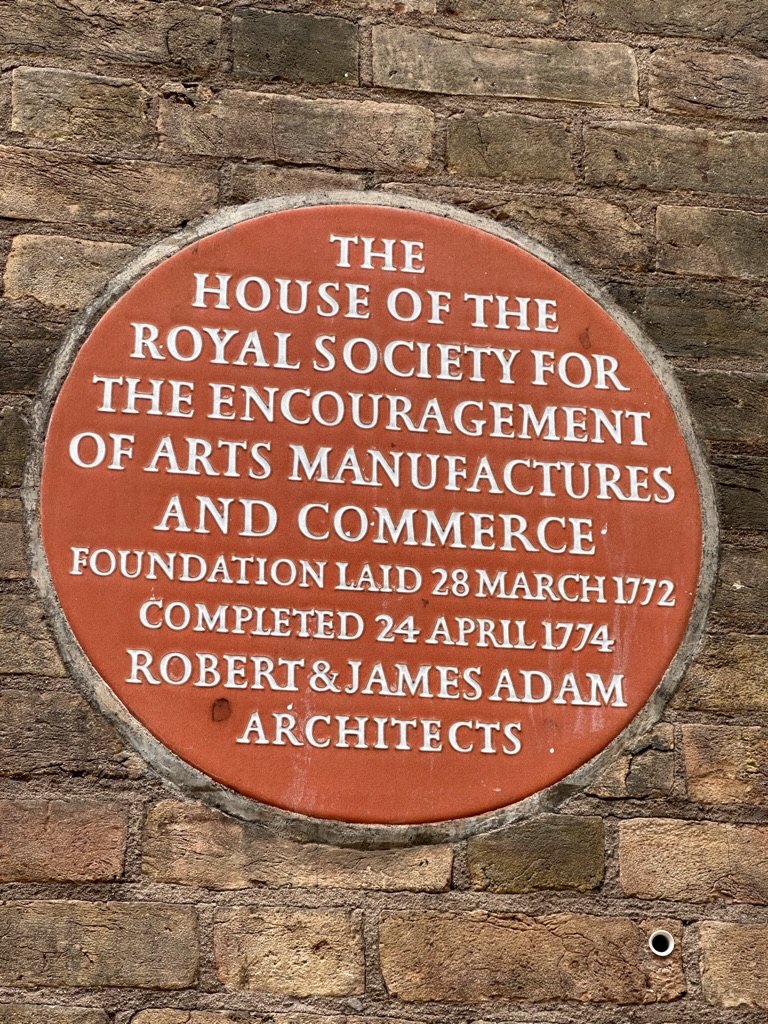 THE
HOUSE OF THE
ROYAL SOCIETY FOR
THE ENCOURAGEMENT
OF ARTS MANUFACTURES
AND COMMERCE
FOUNDATION LAID 28 MARCH 1772
COMPLETED 24 APRIL 1774
ROBERT & JAMES ADAM
ARCHITECTS